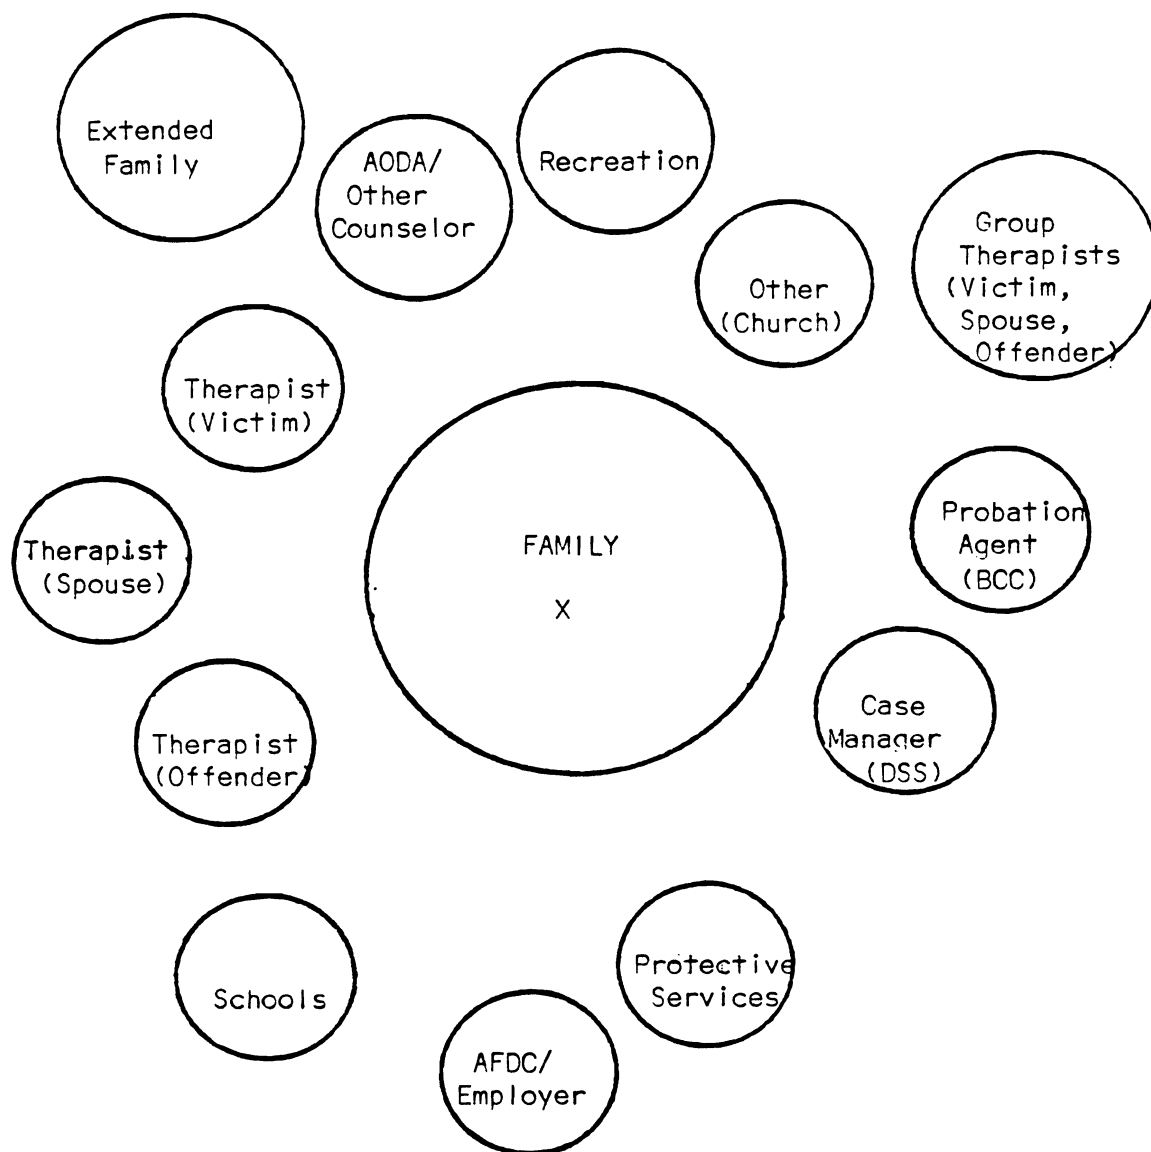 Extended
Family
AODA/
Other
Counselor
Recreation
Other
(Church)
Group
Therapists
(Victim,
Spouse,
Offender)
Therapist
(Victim)
Therapist
(Spouse)
FAMILY
X
Probation
Agent
(BCC)
Therapist
(Offender)
Case
Manager
(DSS)
Schools
Protective
Services
AFDC/
Employer